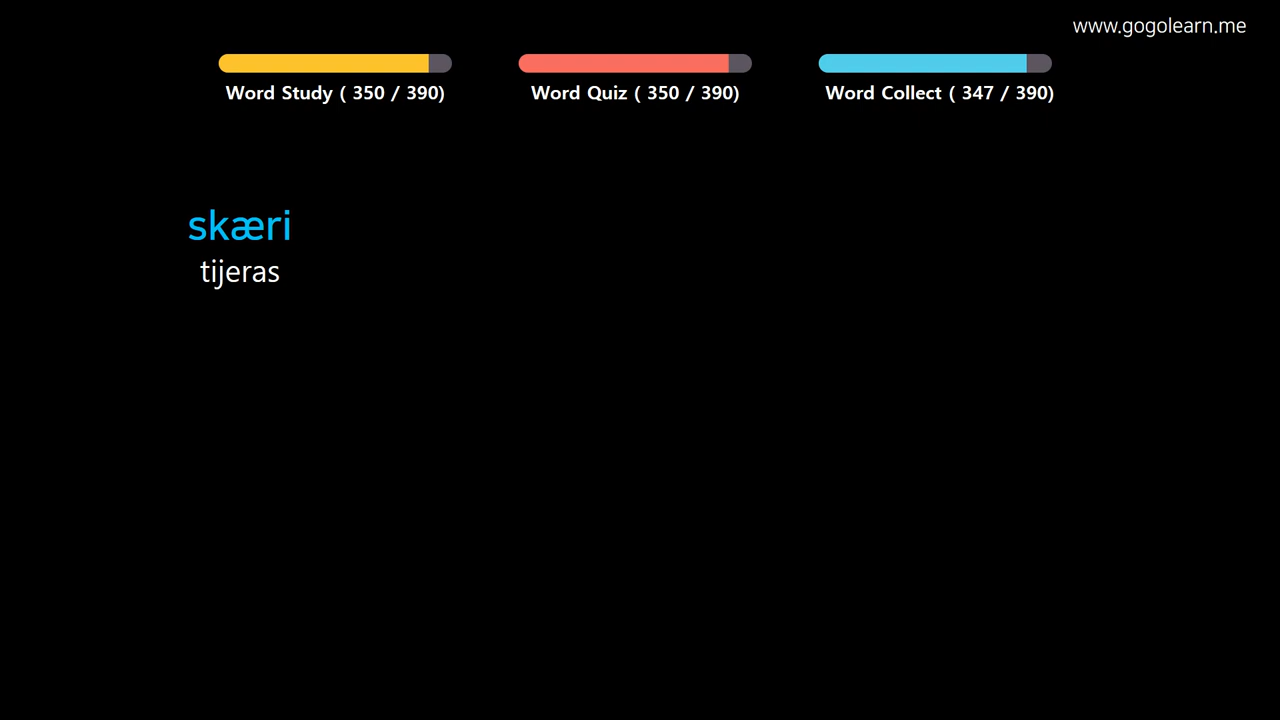 www.gogolearn.me
Word Study ( 350 / 390)
Word Quiz ( 350 / 390)
Word Collect ( 347 / 390)
skæri
tijeras